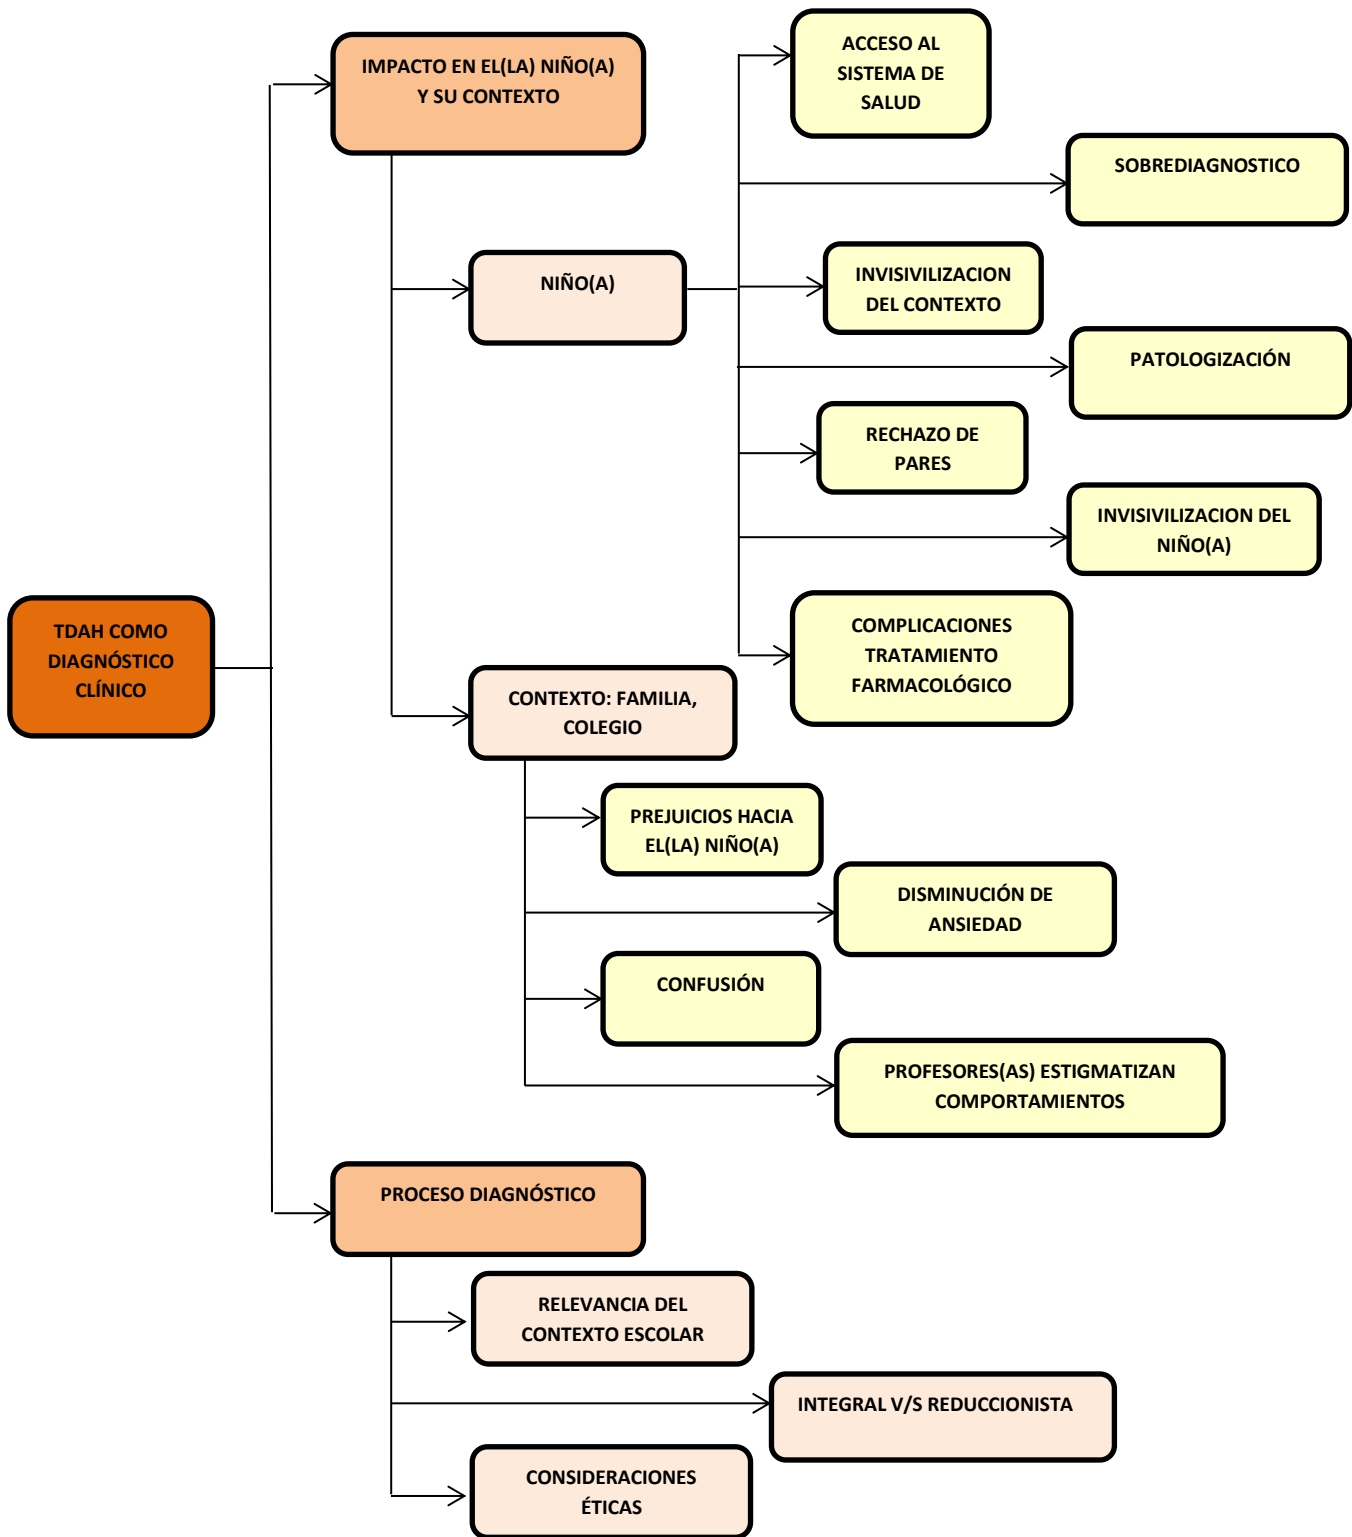 ACCESO AL
SISTEMA DE
SALUD
IMPACTO EN EL(LA) NIÑO(A)
Y SU CONTEXTO
SOBREDIAGNOSTICO
NIÑO(A)
INVISIVILIZACION
DEL CONTEXTO
PATOLOGIZACIÓN
RECHAZO DE
PARES
INVISIVILIZACION DEL
NIÑO(A)
TDAH COMO
DIAGNÓSTICO
CLÍNICO
COMPLICACIONES
TRATAMIENTO
FARMACOLÓGICO
CONTEXTO: FAMILIA,
COLEGIO
PREJUICIOS HACIA
EL(LA) NIÑO(A)
DISMINUCIÓN DE
ANSIEDAD
CONFUSIÓN
PROFESORES(AS) ESTIGMATIZAN
COMPORTAMIENTOS
PROCESO DIAGNÓSTICO
RELEVANCIA DEL
CONTEXTO ESCOLAR
INTEGRAL V/S REDUCCIONISTA
CONSIDERACIONES
ÉTICAS